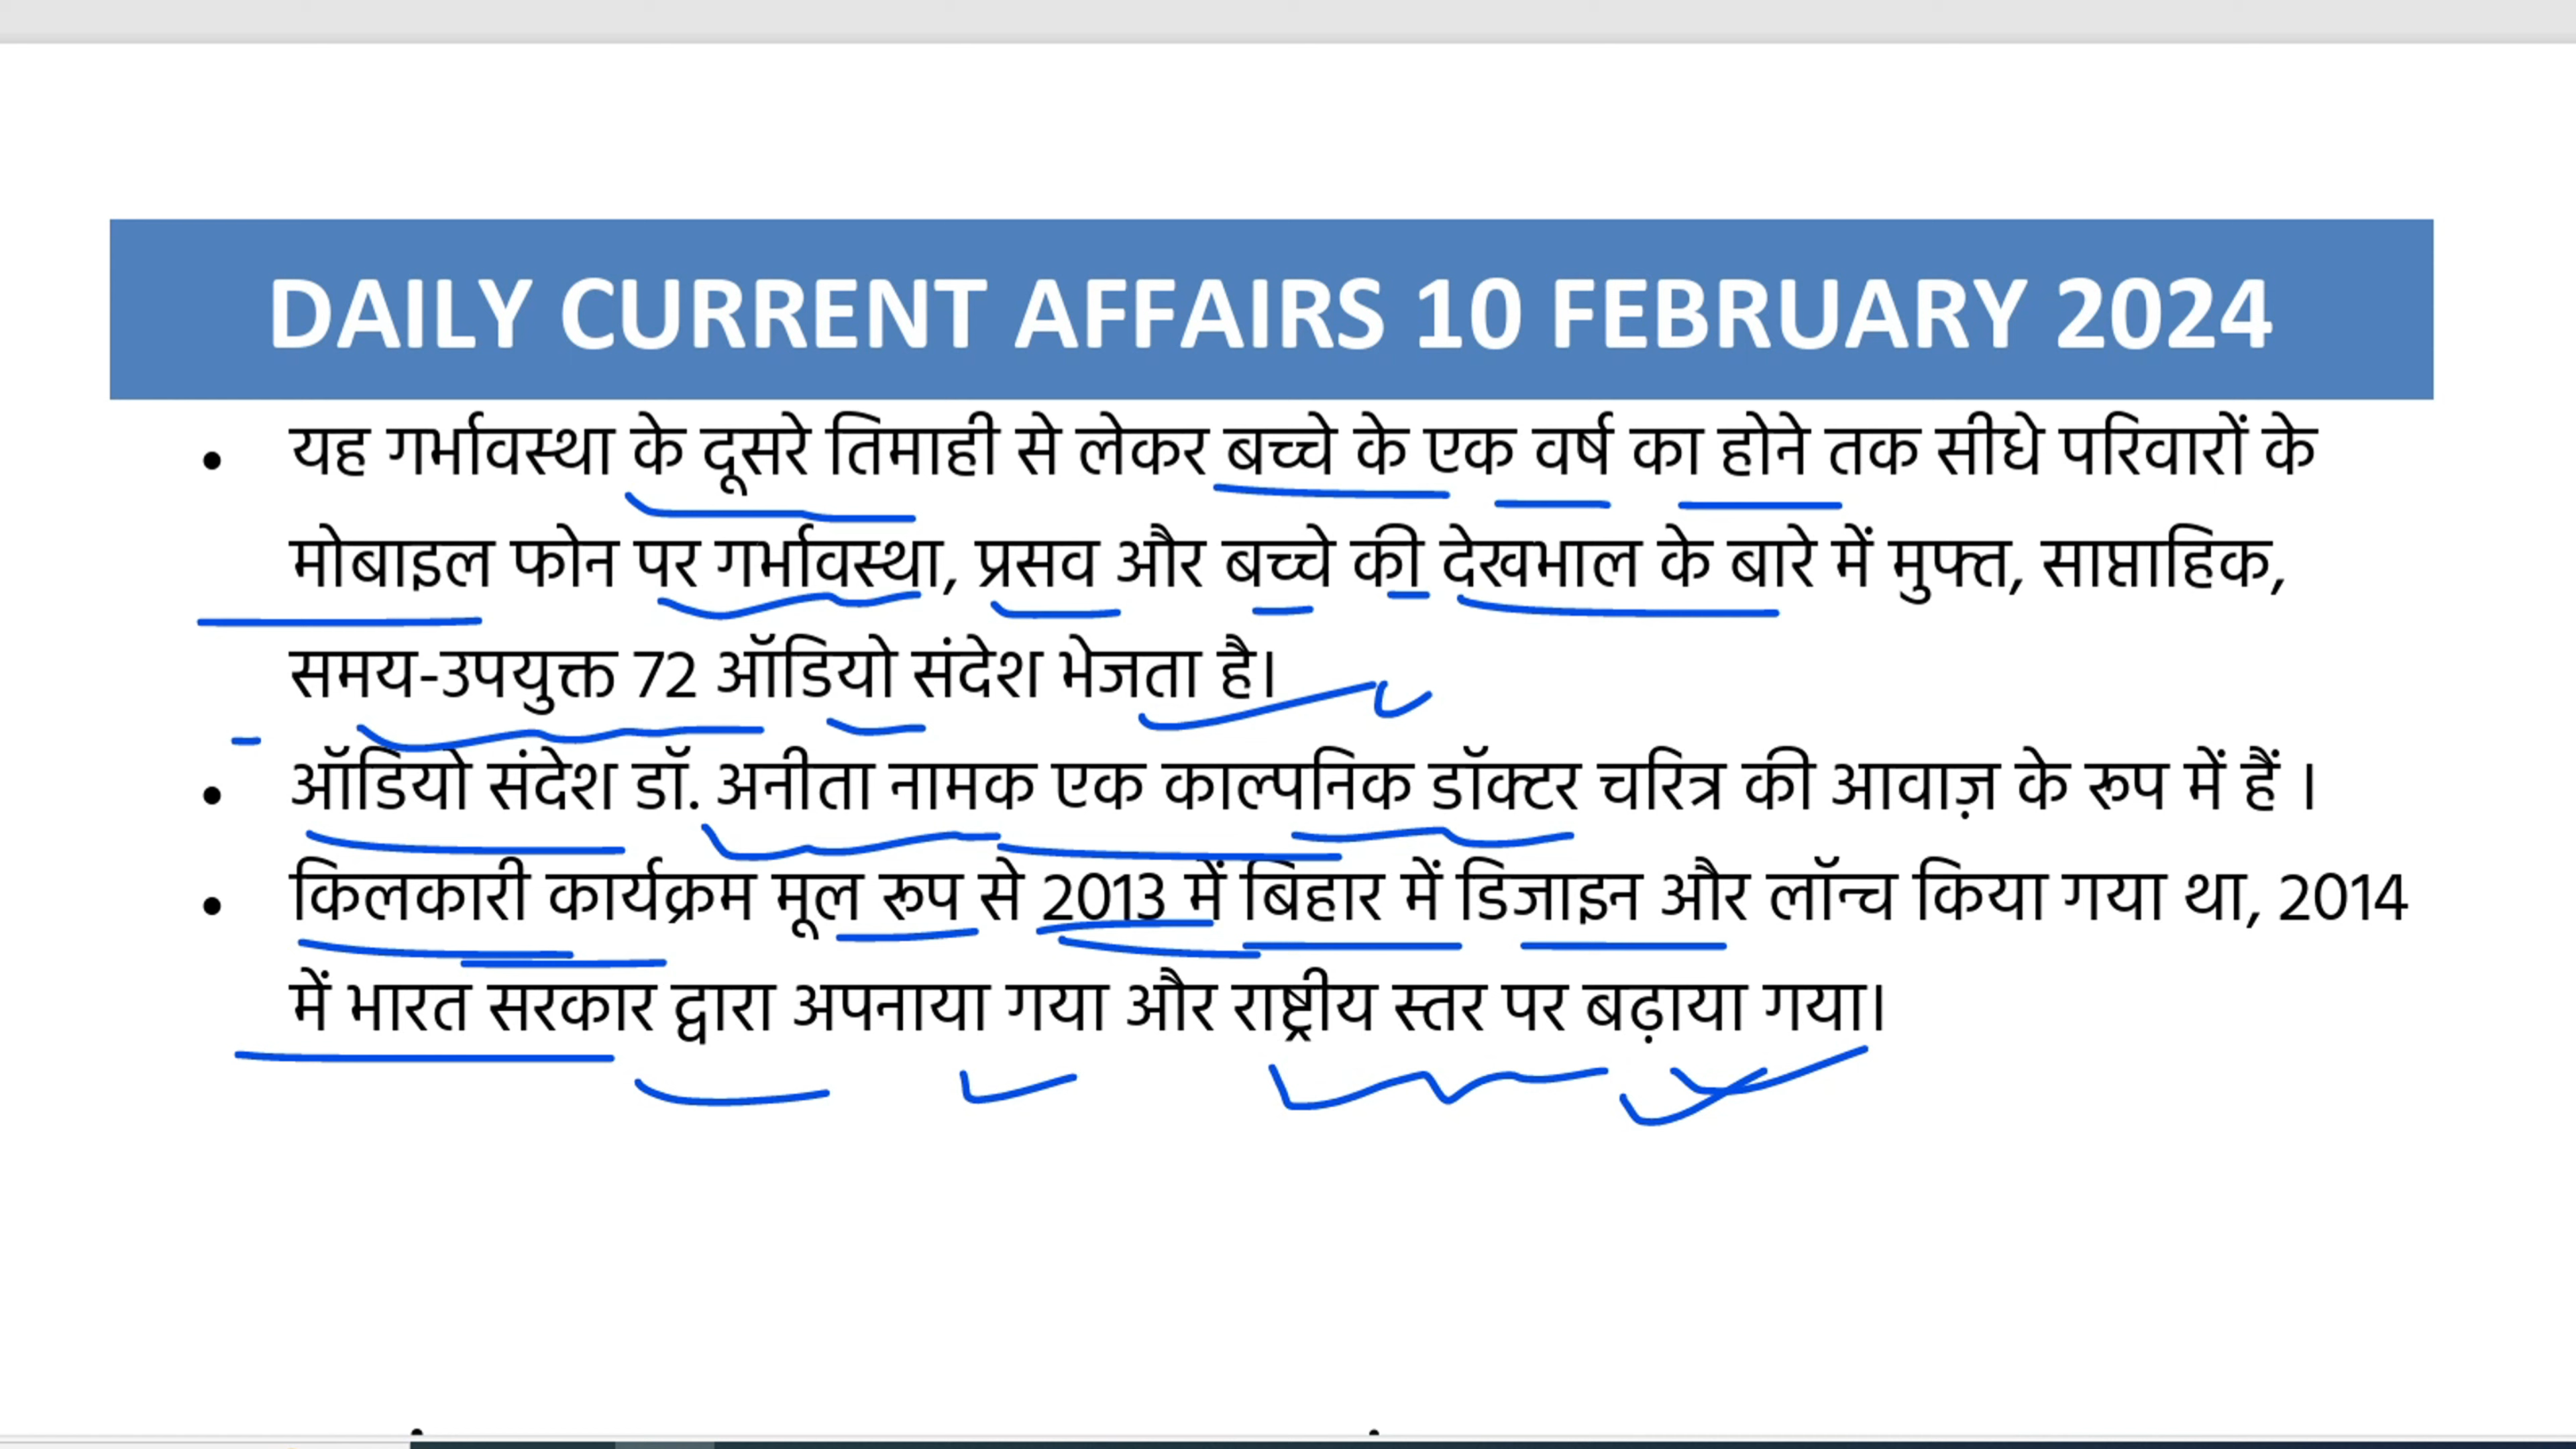 DAILY CURRENT AFFAIRS 10 FEBRUARY 2024
• यह गर्भावस्था के दूसरे तिमाही से लेकर बच्चे के एक वर्ष का होने तक सीधे परिवारों के
मोबाइल फोन पर गर्भावस्था, प्रसव और बच्चे की देखभाल के बारे में मुफ्त, साप्ताहिक,
समय-उपयुक्त 72 ऑडियो संदेश भेजता है।
• ऑडियो संदेश डॉ. अनीता नामक एक काल्पनिक डॉक्टर चरित्र की आवाज़ के रूप में हैं ।
• किलकारी कार्यक्रम मूल रूप से 2013 में बिहार में डिजाइन और लॉन्च किया गया था, 2014
में भारत सरकार द्वारा अपनाया गया और राष्ट्रीय स्तर पर बढ़ाया गया।